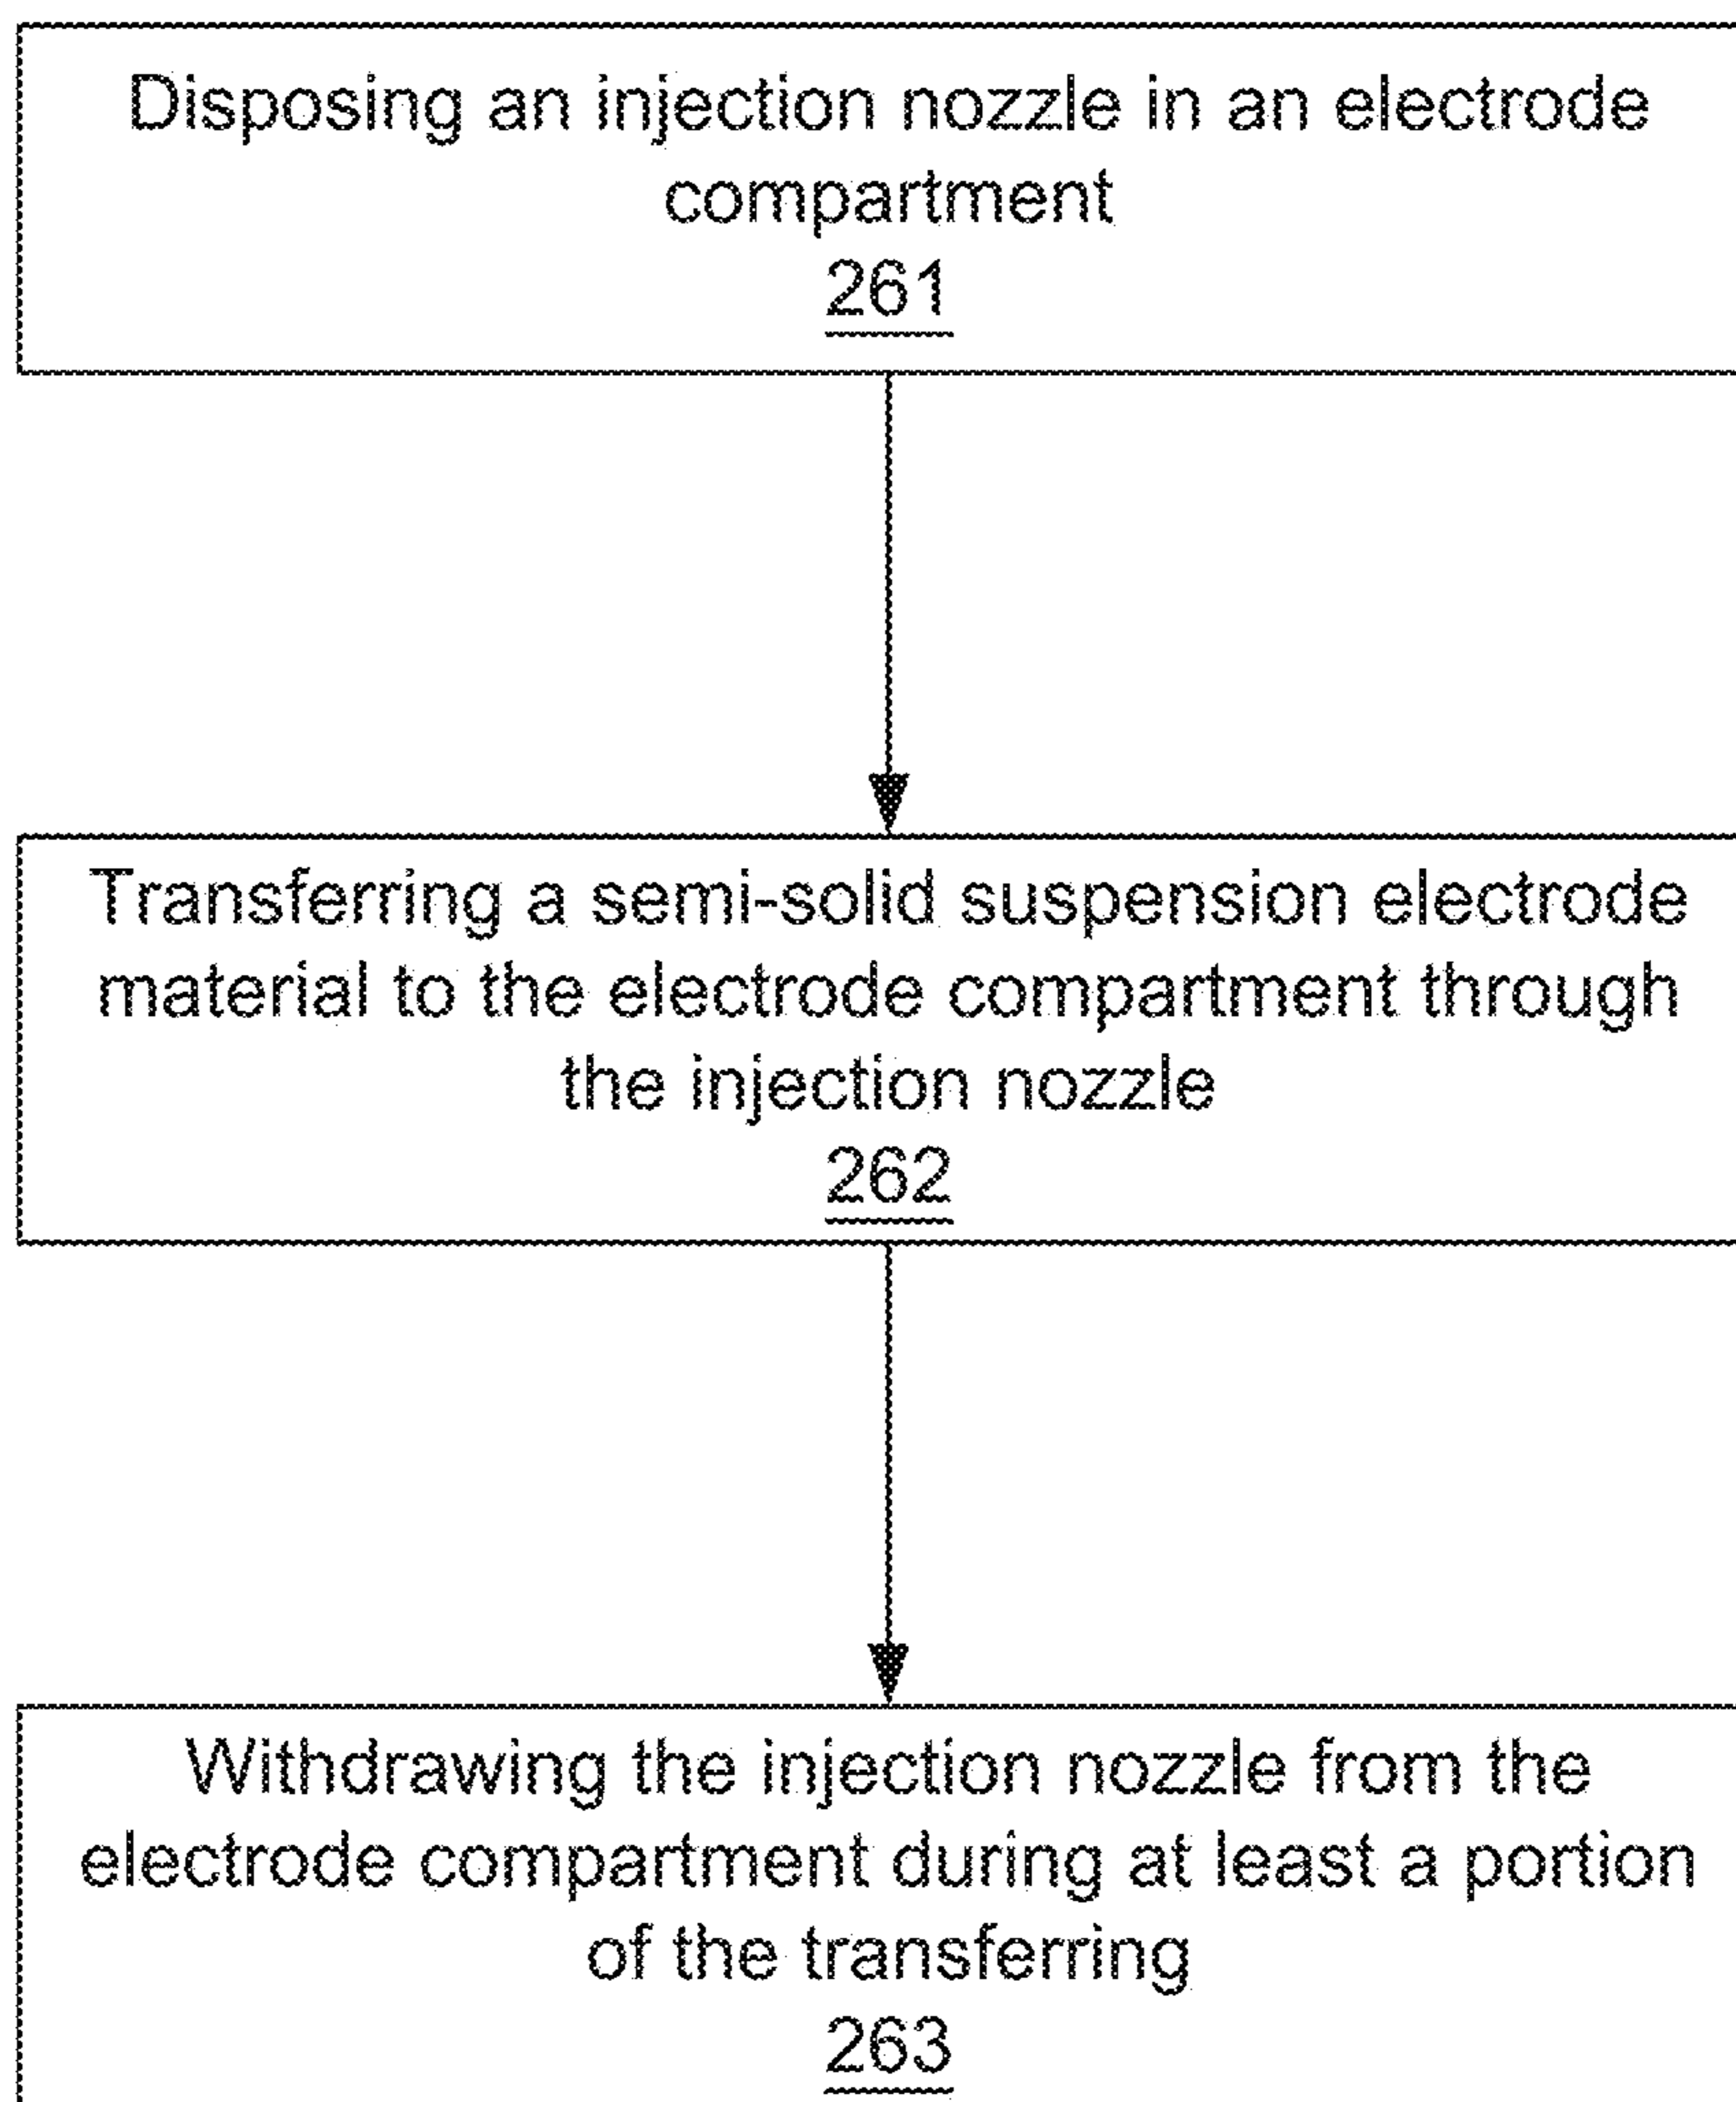 Disposing an injection nozzle in an electrode
compartment
261
Transferring a semi-solid suspension electrode
material to the electrode compartment through
the injection nozzle
262
Withdrawing the injection nozzle from the
electrode compartment during at least a portion
of the transferring
263